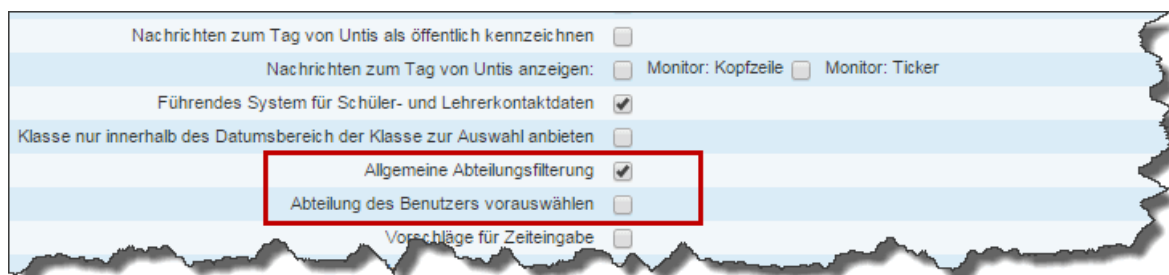 Nachrichten zum Tag von Untis als öffentlich kennzeichnen
Nachrichten zum Tag von Untis anzeigen: Monitor: Kopfzeile Monitor: Ticker
Führendes System für Schüler- und Lehrerkontaktdaten
Klasse nur innerhalb des Datumsbereich der Klasse zur Auswahl anbieten
Allgemeine Abteilungsfilterung
Abteilung des Benutzers vorauswählen
Vorschläge für Zeiteingabe